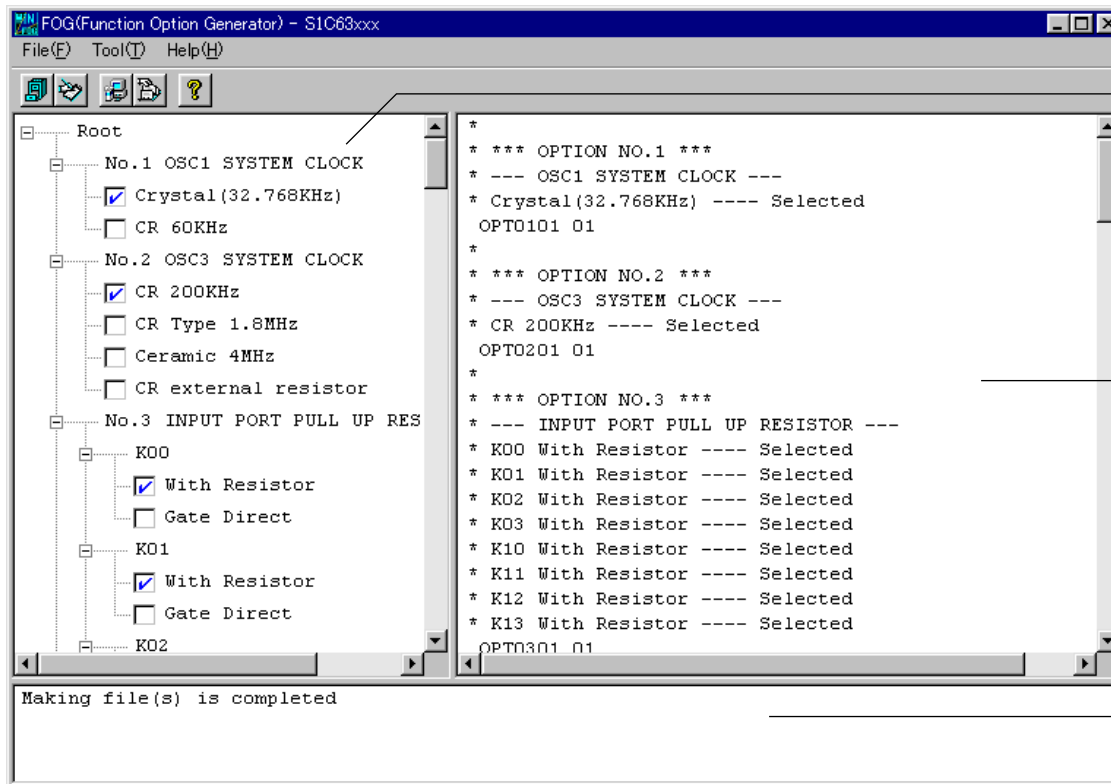 FOG(Function Option Generator) - S1C63xxx
File(F) Tool(T) Help(H)
Root
No.1 OSC1 SYSTEM CLOCK
Crystal(32.768KHz)
CR 60KHz
No.2 OSC3 SYSTEM CLOCK
CR 200KHz
CR Type 1.8MHz
Ceramic 4MHz
CR external resistor
No.3 INPUT PORT PULL UP RES
K00
With Resistor
Gate Direct
K01
With Resistor
Gate Direct
K02
*
* *** OPTION NO.1 ***
* --- OSC1 SYSTEM CLOCK ---
* Crystal(32.768KHz) ---- Selected
OPT0101 01
*
* *** OPTION NO.2 ***
* --- OSC3 SYSTEM CLOCK ---
* CR 200KHz ---- Selected
OPT0201 01
*
* *** OPTION NO.3 ***
* --- INPUT PORT PULL UP RESISTOR ---
* K00 With Resistor ---- Selected
* K01 With Resistor ---- Selected
* K02 With Resistor ---- Selected
* K03 With Resistor ---- Selected
* K10 With Resistor ---- Selected
* K11 With Resistor ---- Selected
* K12 With Resistor ---- Selected
* K13 With Resistor ---- Selected
OPT0301 01
Making file(s) is completed